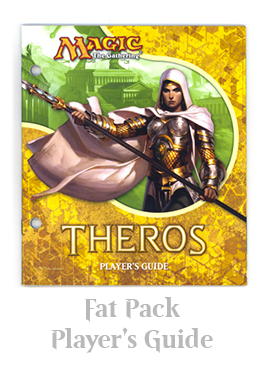 MAGIC
The Gathering
THEROS
PLAYER'S GUIDE
Fat Pack
Player's Guide